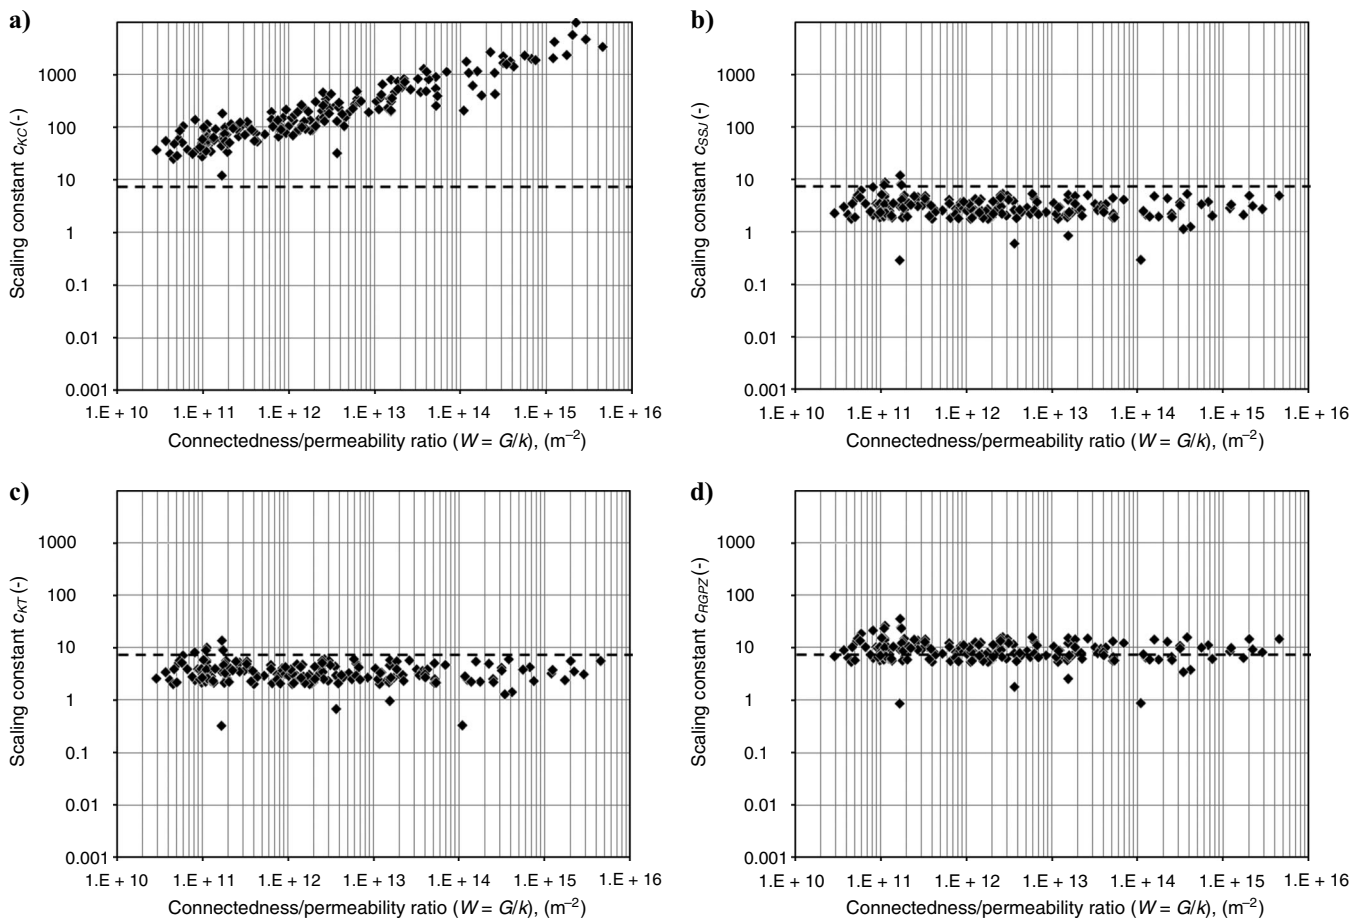 a)
Scaling constant c_KC(-)
1000
100
10
1
0.1
0.01
0.001
1.E + 10 1.E + 11 1.E + 12 1.E + 13 1.E + 14 1.E + 15 1.E + 16
Connectedness/permeability ratio (W = G/k), (m⁻²)
b)
Scaling constant c_SSJ(-)
1000
100
10
1
0.1
0.01
0.001
1.E + 10 1.E + 11 1.E + 12 1.E + 13 1.E + 14 1.E + 15 1.E + 16
Connectedness/permeability ratio (W = G/k), (m⁻²)
c)
Scaling constant c_KT(-)
1000
100
10
1
0.1
0.01
0.001
1.E + 10 1.E + 11 1.E + 12 1.E + 13 1.E + 14 1.E + 15 1.E + 16
Connectedness/permeability ratio (W = G/k), (m⁻²)
d)
Scaling constant c_RGPZ(-)
1000
100
10
1
0.1
0.01
0.001
1.E + 10 1.E + 11 1.E + 12 1.E + 13 1.E + 14 1.E + 15 1.E + 16
Connectedness/permeability ratio (W = G/k), (m⁻²)